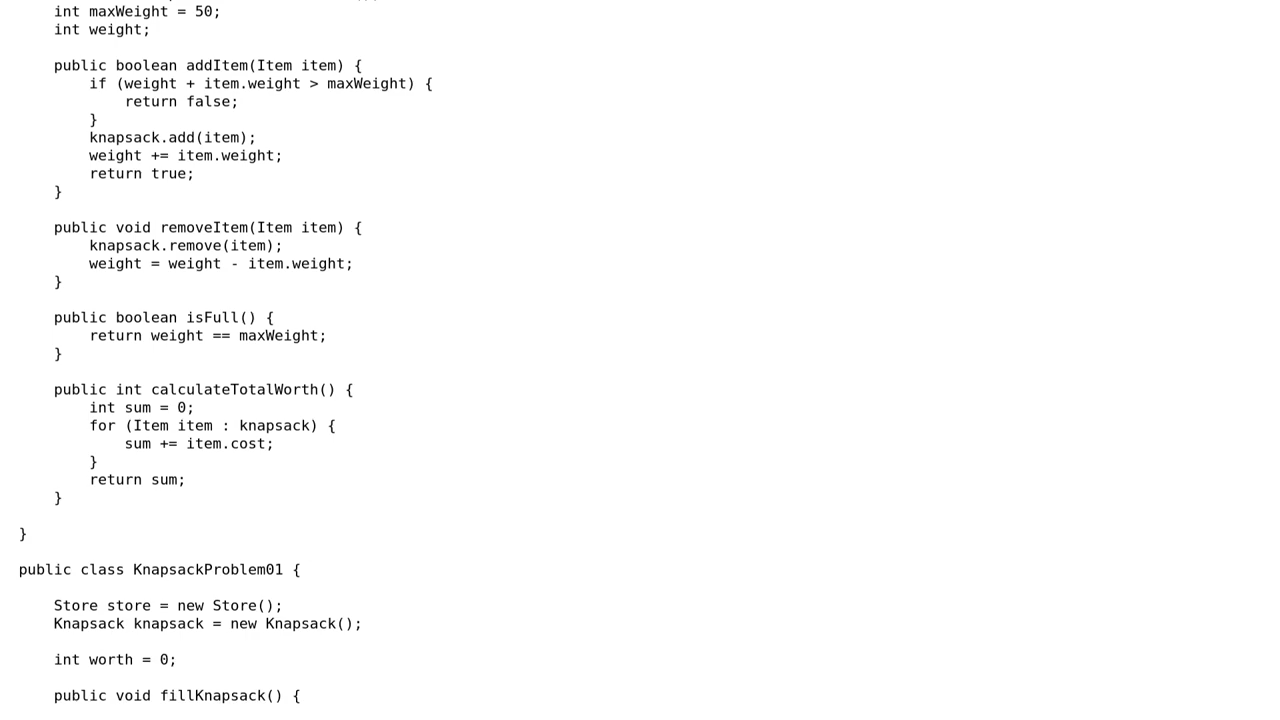 int maxWeight = 50;
int weight;
public boolean addItem(Item item) {
if (weight + item.weight > maxWeight) {
return false;
}
knapsack.add(item);
weight += item.weight;
return true;
}
public void removeItem(Item item) {
knapsack.remove(item);
weight = weight - item.weight;
}
public boolean isFull() {
return weight == maxWeight;
}
public int calculateTotalWorth() {
int sum = 0;
for (Item item : knapsack) {
sum += item.cost;
}
return sum;
}
}
public class KnapsackProblem01 {
Store store = new Store();
Knapsack knapsack = new Knapsack();
int worth = 0;
public void fillKnapsack() {